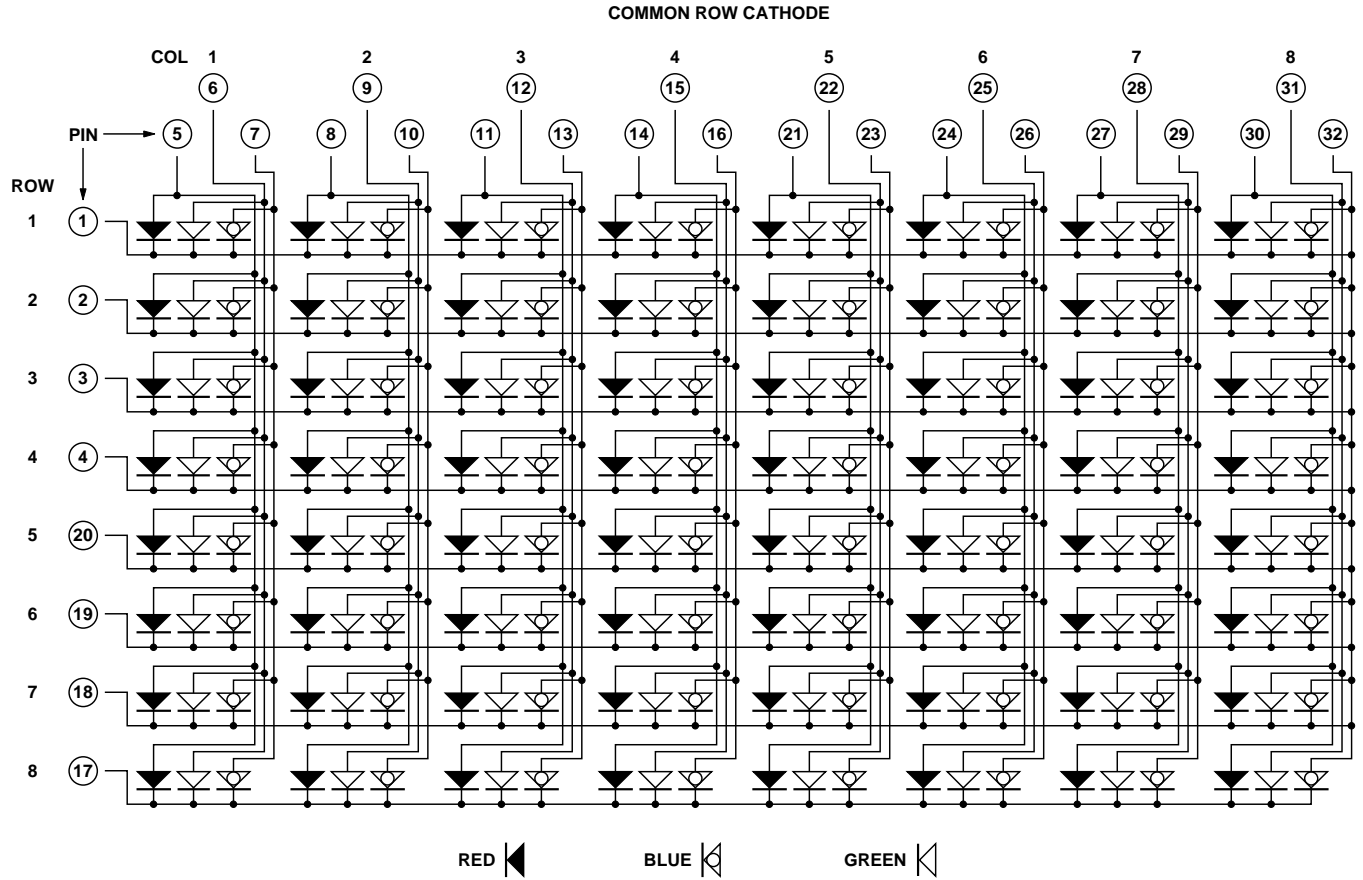 COMMON ROW CATHODE
COL 1 2 3 4 5 6 7 8
6 9 12 15 22 25 28 31
PIN 5 7 8 10 11 13 14 16 21 23 24 26 27 29 30 32
ROW
1 1
2 2
3 3
4 4
5 20
6 19
7 18
8 17
RED BLUE GREEN